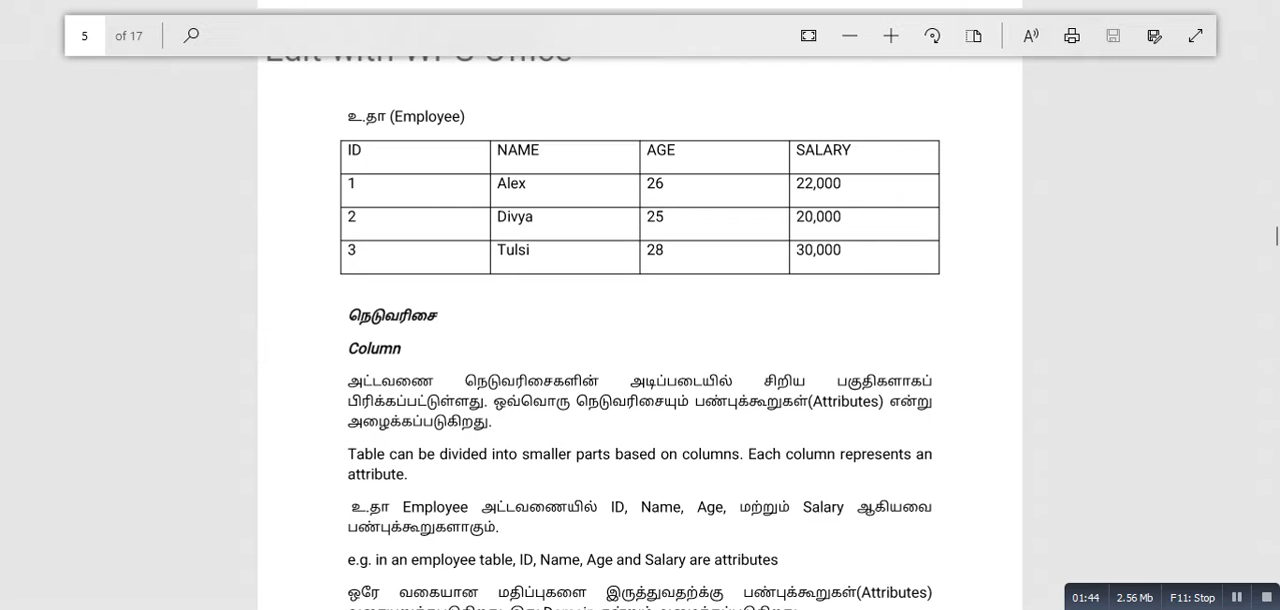 5 of 17
உ.தா (Employee)
ID NAME AGE SALARY
1 Alex 26 22,000
2 Divya 25 20,000
3 Tulsi 28 30,000
நெடுவரிசை
Column
அட்டவணை நெடுவரிசைகளின் அடிப்படையில் சிறிய பகுதிகளாகப்
பிரிக்கப்பட்டுள்ளது. ஒவ்வொரு நெடுவரிசையும் பண்புக்கூறுகள்(Attributes) என்று
அழைக்கப்படுகிறது.
Table can be divided into smaller parts based on columns. Each column represents an
attribute.
உ.தா Employee அட்டவணையில் ID, Name, Age, மற்றும் Salary ஆகியவை
பண்புக்கூறுகளாகும்.
e.g. in an employee table, ID, Name, Age and Salary are attributes
ஒரே வகையான மதிப்புகளை இருத்துவதற்க்கு பண்புக்கூறுகள்(Attributes)
01:44 2.56 Mb F11: Stop